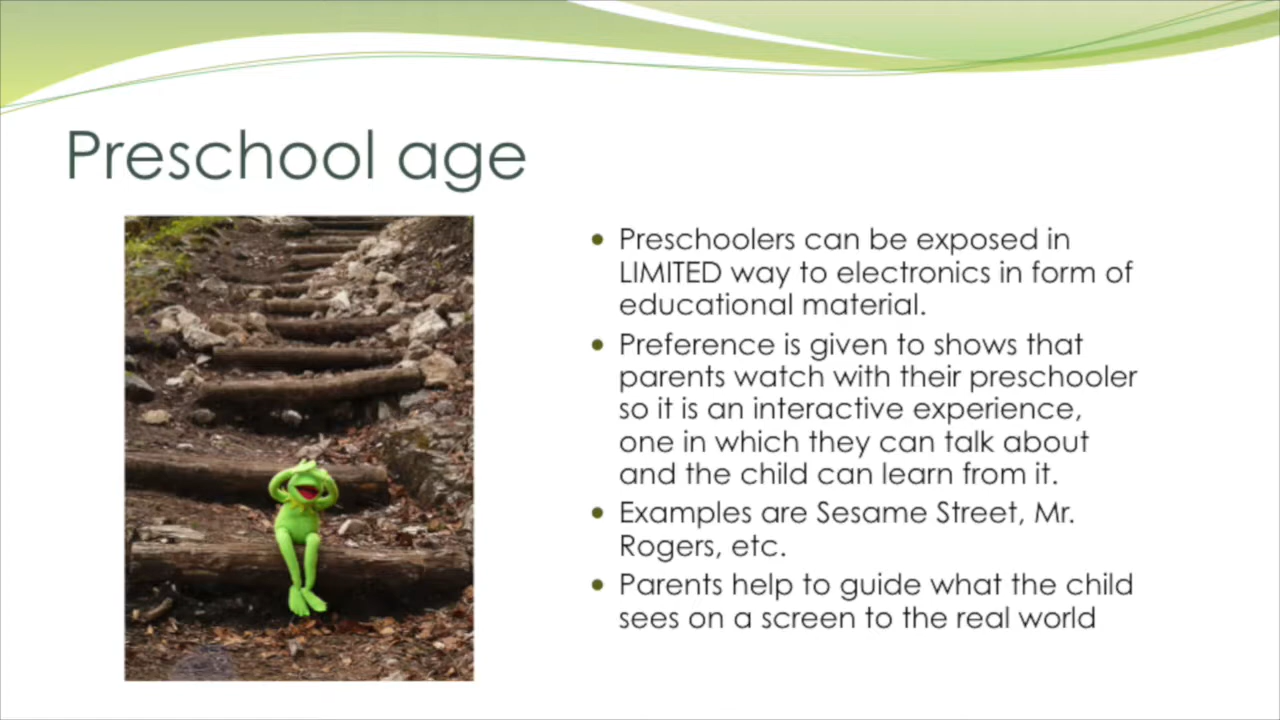 Preschool age
• Preschoolers can be exposed in
LIMITED way to electronics in form of
educational material.
• Preference is given to shows that
parents watch with their preschooler
so it is an interactive experience,
one in which they can talk about
and the child can learn from it.
• Examples are Sesame Street, Mr.
Rogers, etc.
• Parents help to guide what the child
sees on a screen to the real world